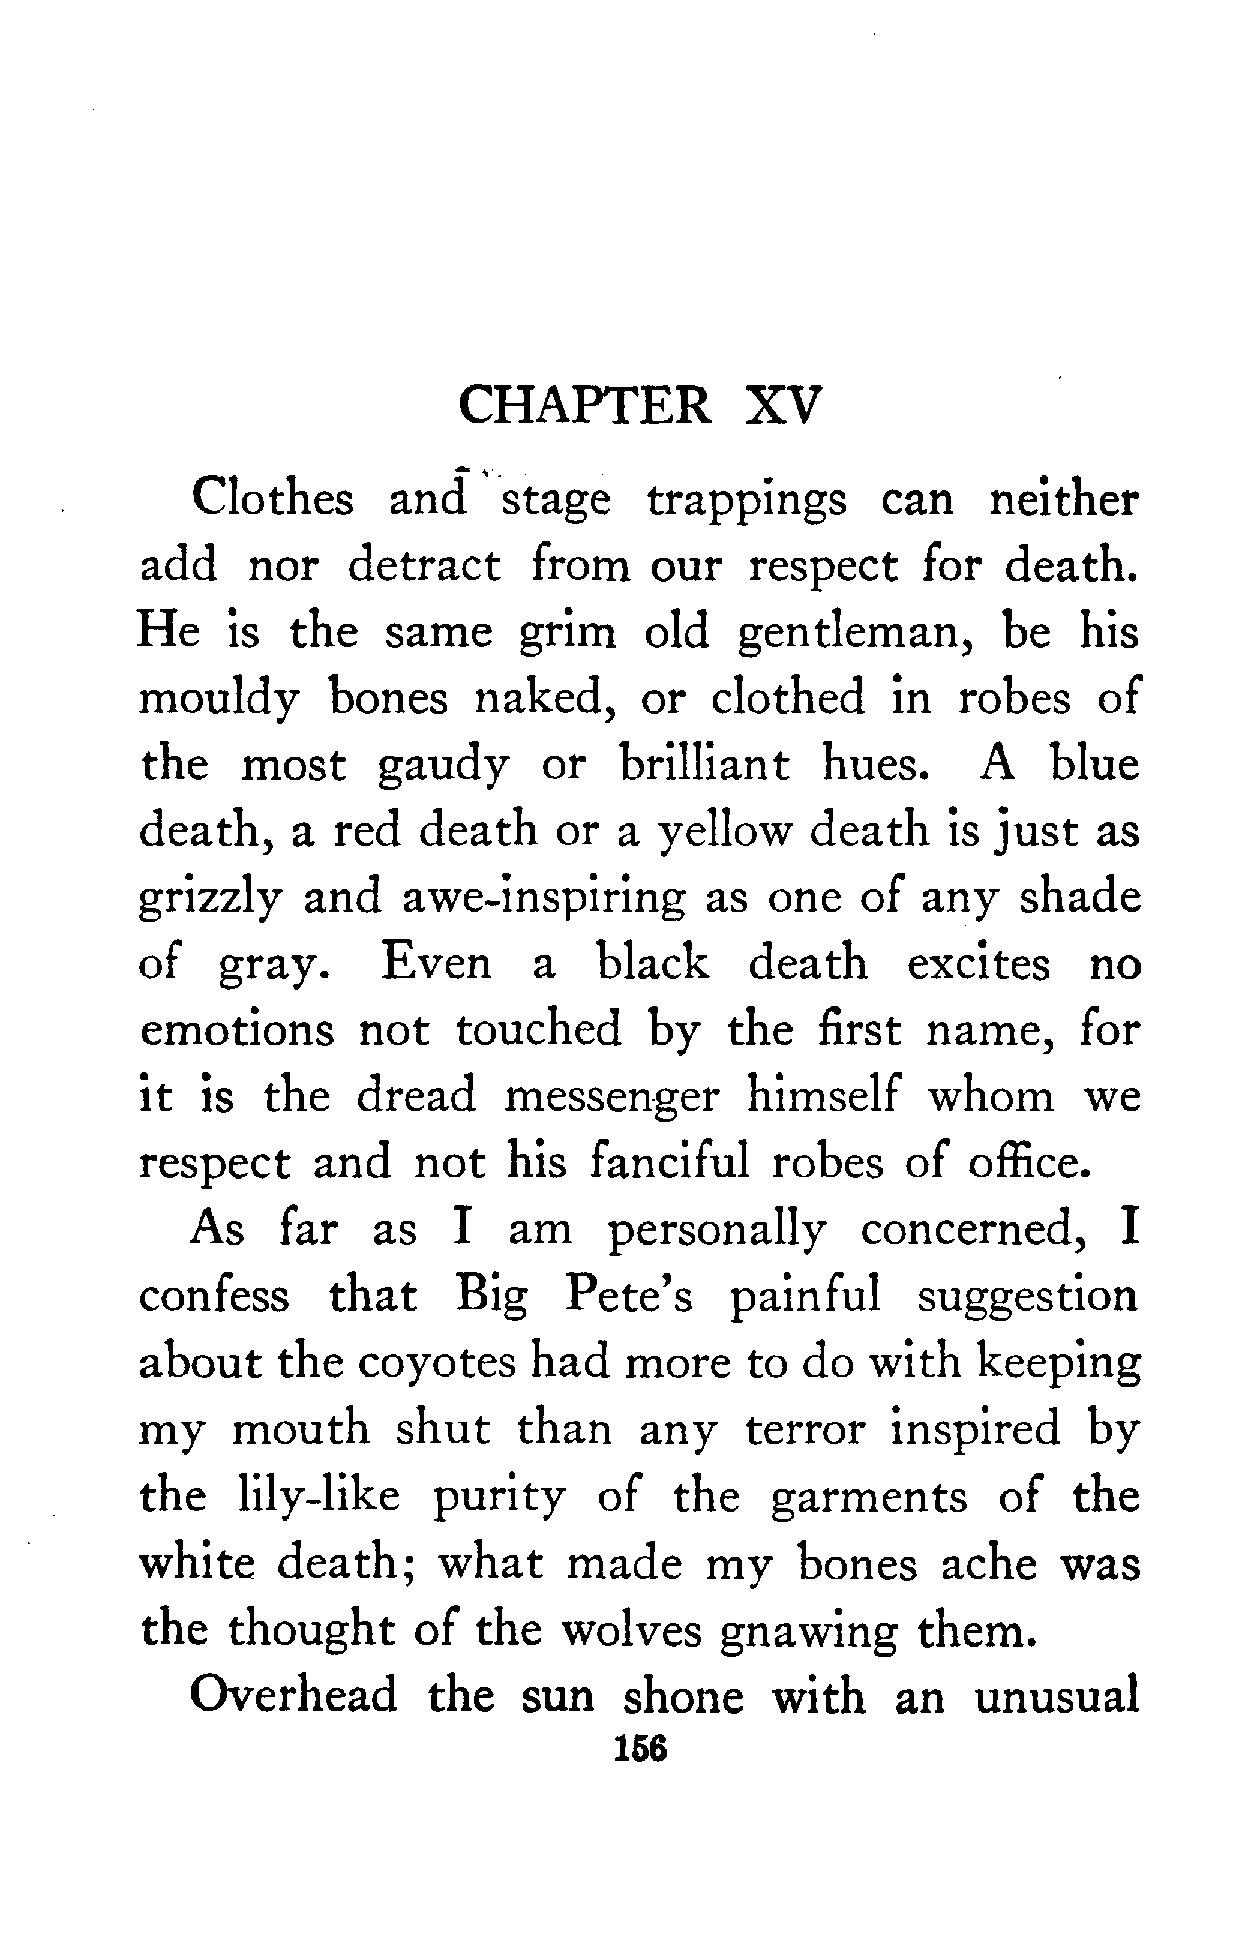 CHAPTER XV
Clothes and stage trappings can neither
add nor detract from our respect for death.
He is the same grim old gentleman, be his
mouldy bones naked, or clothed in robes of
the most gaudy or brilliant hues. A blue
death, a red death or a yellow death is just as
grizzly and awe-inspiring as one of any shade
of gray. Even a black death excites no
emotions not touched by the first name, for
it is the dread messenger himself whom we
respect and not his fanciful robes of office.
As far as I am personally concerned, I
confess that Big Pete's painful suggestion
about the coyotes had more to do with keeping
my mouth shut than any terror inspired by
the lily-like purity of the garments of the
white death; what made my bones ache was
the thought of the wolves gnawing them.
Overhead the sun shone with an unusual
156